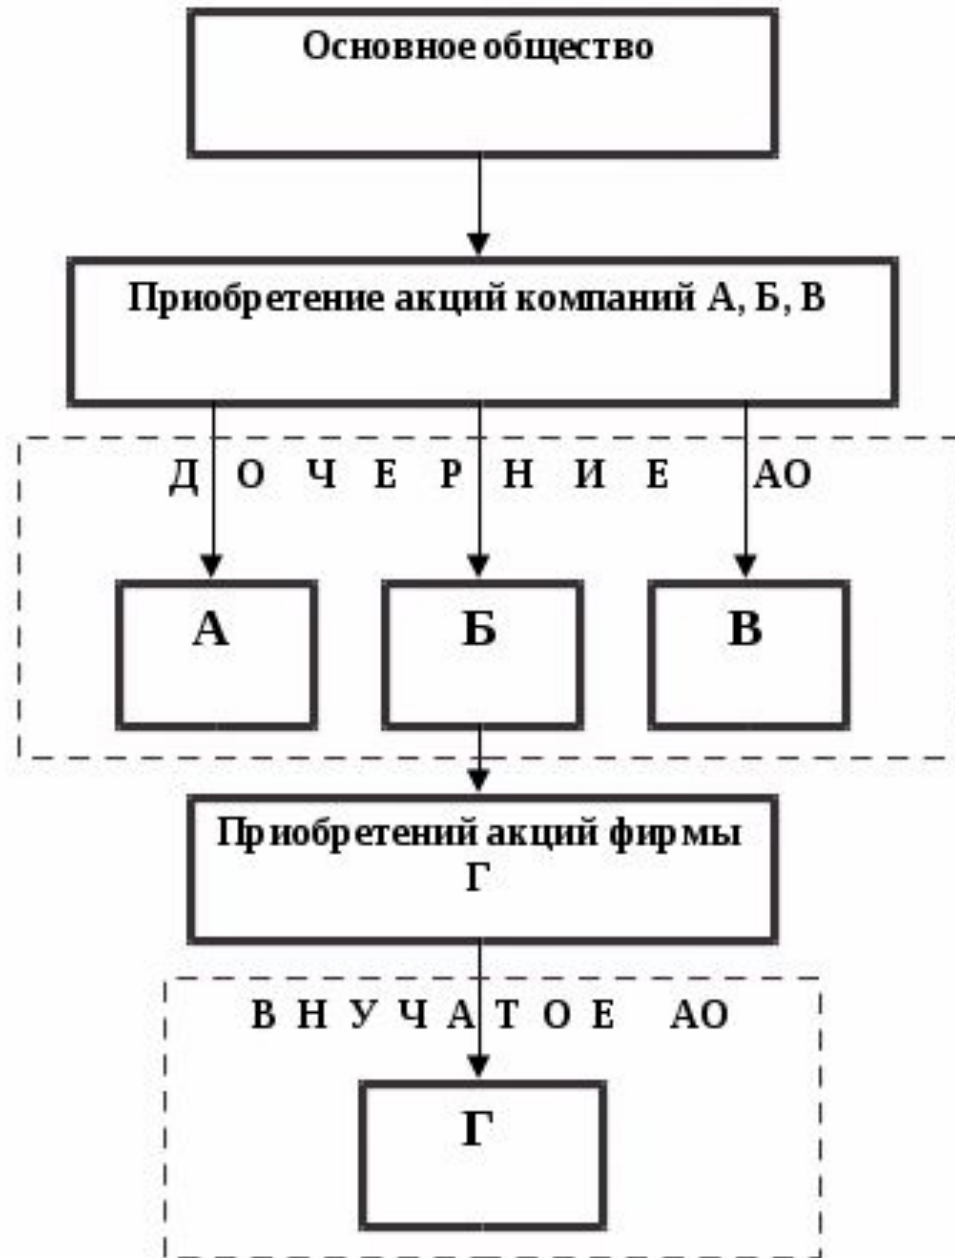 Основное общество
Приобретение акций компаний А, Б, В
Д О Ч Е Р Н И Е АО
А Б В
Приобретений акций фирмы
Г
В Н У Ч А Т О Е АО
Г